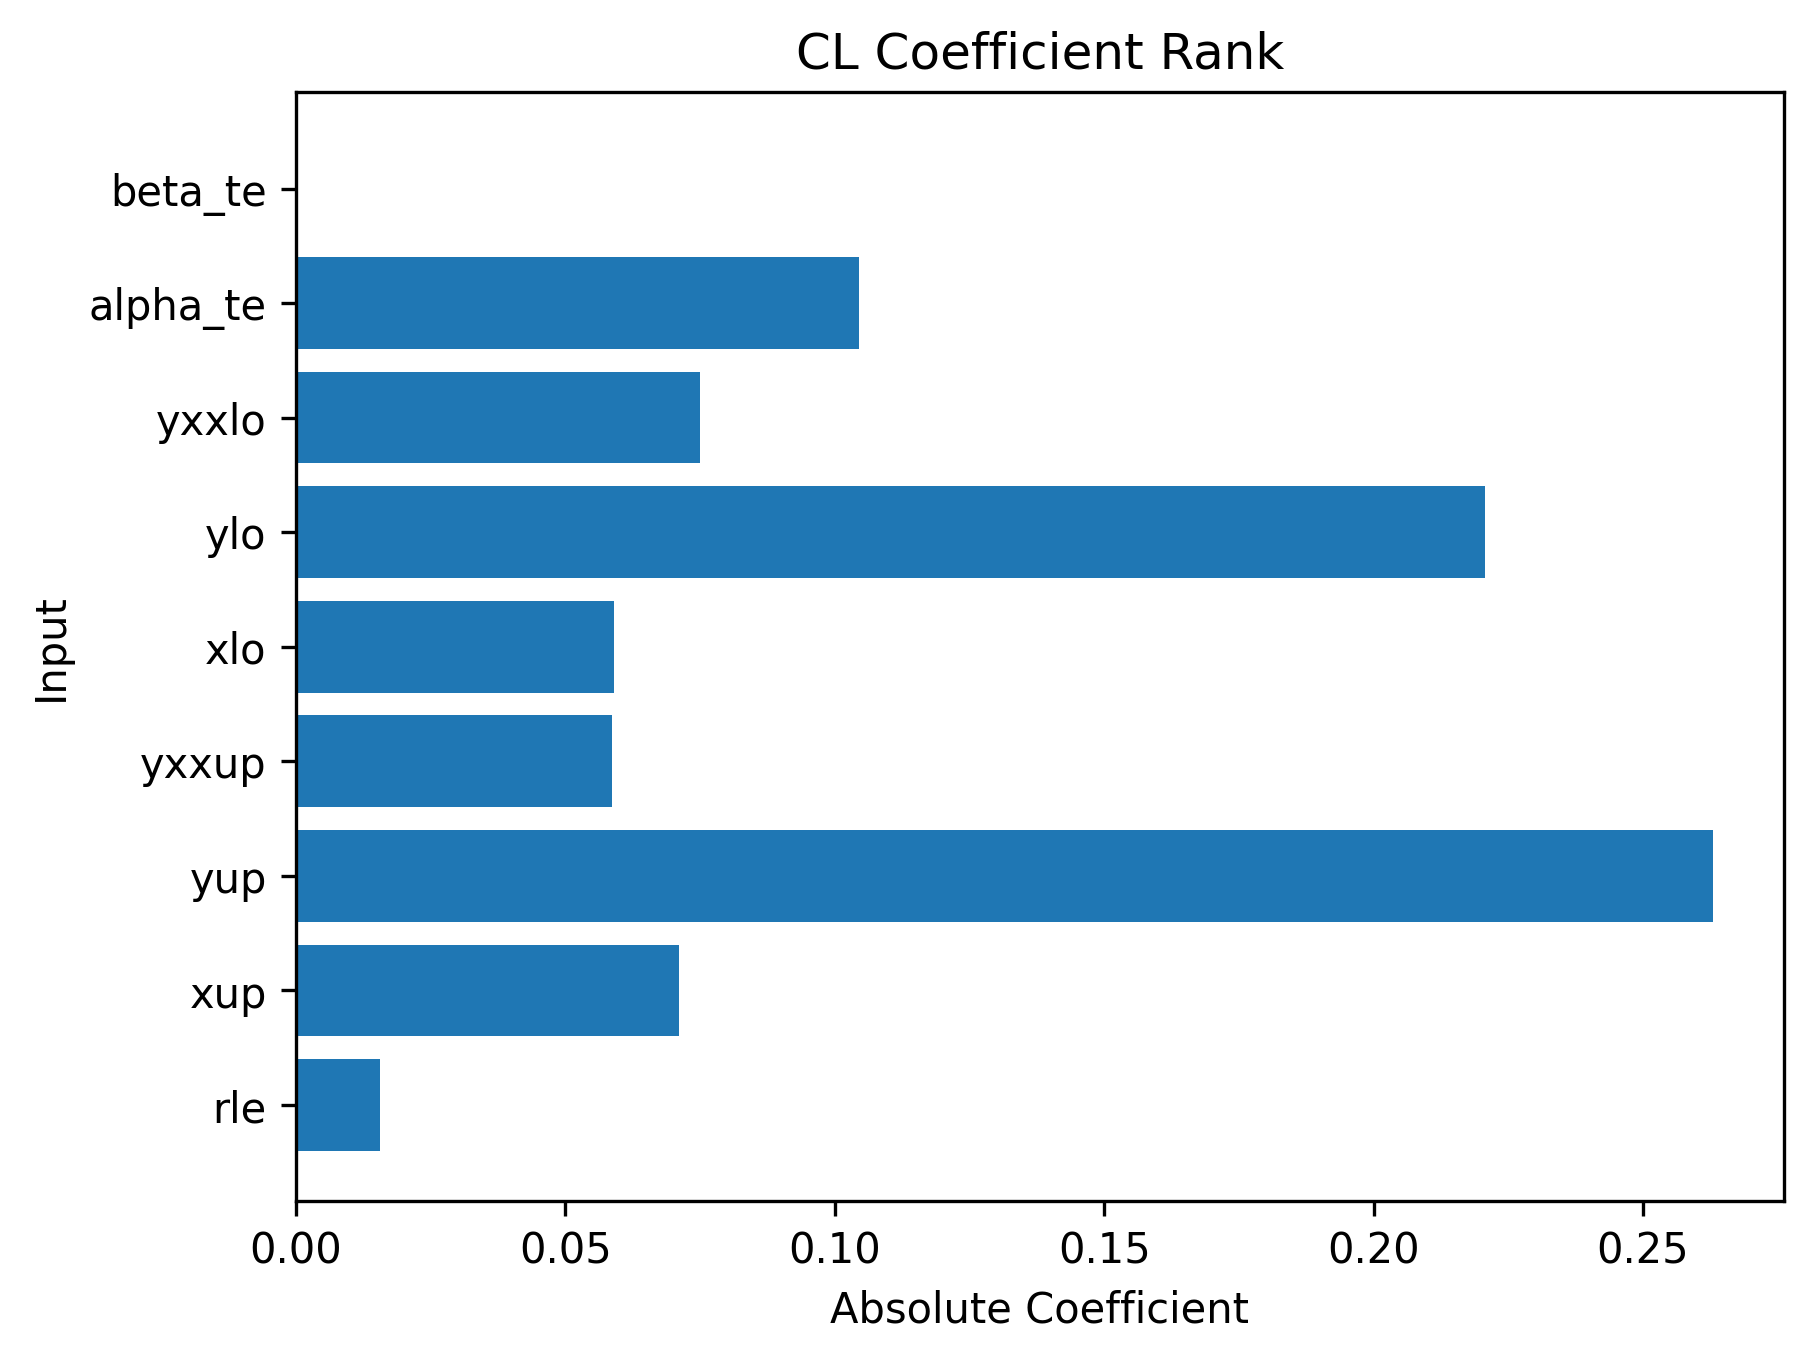 CL Coefficient Rank
beta_te
alpha_te
yxxlo
ylo
xlo
yxxup
yup
xup
rle
Input
0.00 0.05 0.10 0.15 0.20 0.25
Absolute Coefficient